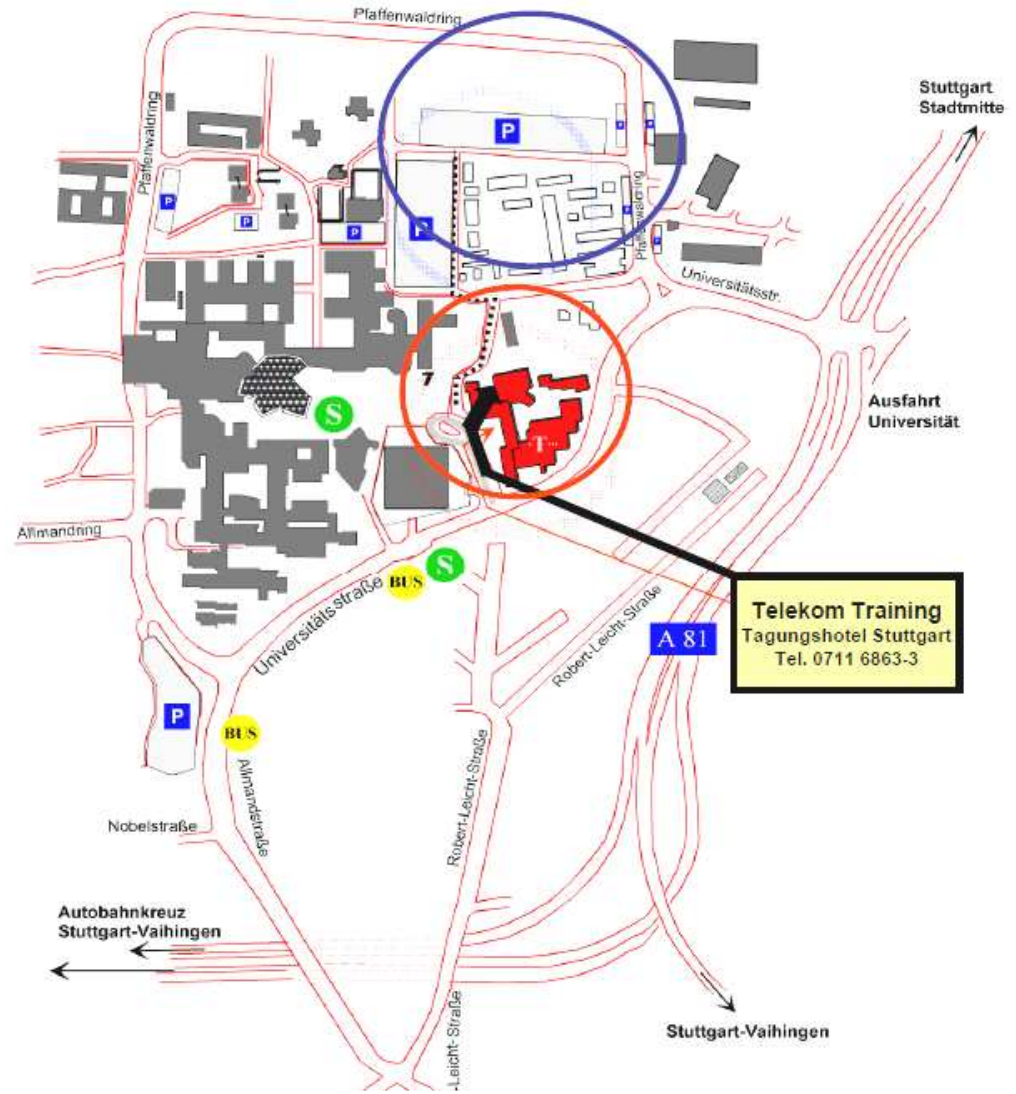 Pfaffenwaldring
Stuttgart
Stadtmitte
P
P
P
P
Pfaffenwaldring
P
P
P
P
P
P
Pfaffenwaldring
Universitätsstr.
7
S
Ausfahrt
Universität
T
Allmandring
S
BUS
Universitätsstraße
Telekom Training
Tagungshotel Stuttgart
Tel. 0711 6863-3
A 81
Robert-Leicht-Straße
P
BUS
Allmandstraße
Robert-Leicht-Straße
Nobelstraße
Autobahnkreuz
Stuttgart-Vaihingen
-Leicht-Straße
Stuttgart-Vaihingen